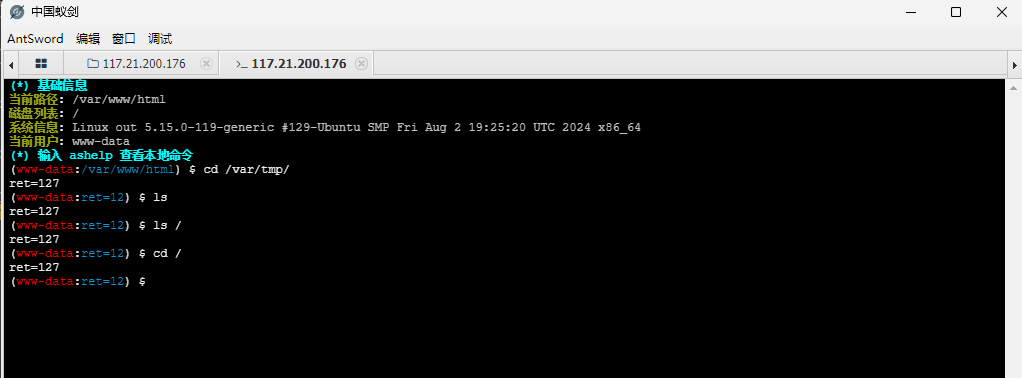 中国蚁剑
AntSword 编辑 窗口 调试
117.21.200.176 >_ 117.21.200.176
(*) 基础信息
当前路径: /var/www/html
磁盘列表: /
系统信息: Linux out 5.15.0-119-generic #129-Ubuntu SMP Fri Aug 2 19:25:20 UTC 2024 x86_64
当前用户: www-data
(*) 输入 ashelp 查看本地命令
(www-data:/var/www/html) $ cd /var/tmp/
ret=127
(www-data:ret=12) $ ls
ret=127
(www-data:ret=12) $ ls /
ret=127
(www-data:ret=12) $ cd /
ret=127
(www-data:ret=12) $